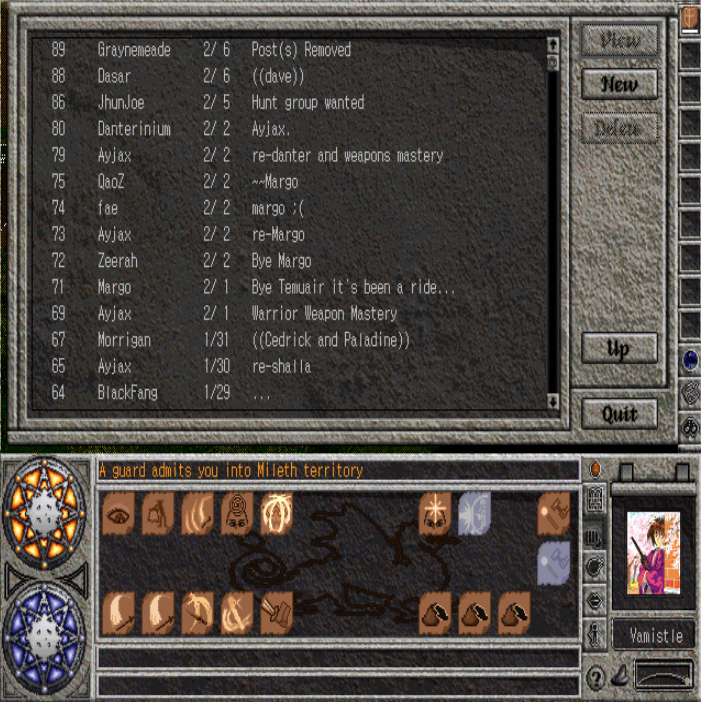 89 Graynemeade 2/ 6 Post(s) Removed
88 Dasar 2/ 6 ((dave))
86 JhunJoe 2/ 5 Hunt group wanted
80 Danterinium 2/ 2 Ayjax.
79 Ayjax 2/ 2 re-danter and weapons mastery
75 QaoZ 2/ 2 ~~Margo
74 fae 2/ 2 margo ;(
73 Ayjax 2/ 2 re-Margo
72 Zeerah 2/ 2 Bye Margo
71 Margo 2/ 1 Bye Temuair it's been a ride...
69 Ayjax 2/ 1 Warrior Weapon Mastery
67 Morrigan 1/31 ((Cedrick and Paladine))
65 Ayjax 1/30 re-shalla
64 BlackFang 1/29 ...
View
New
Delete
Up
Quit
A guard admits you into Mileth territory
Vamistle
?